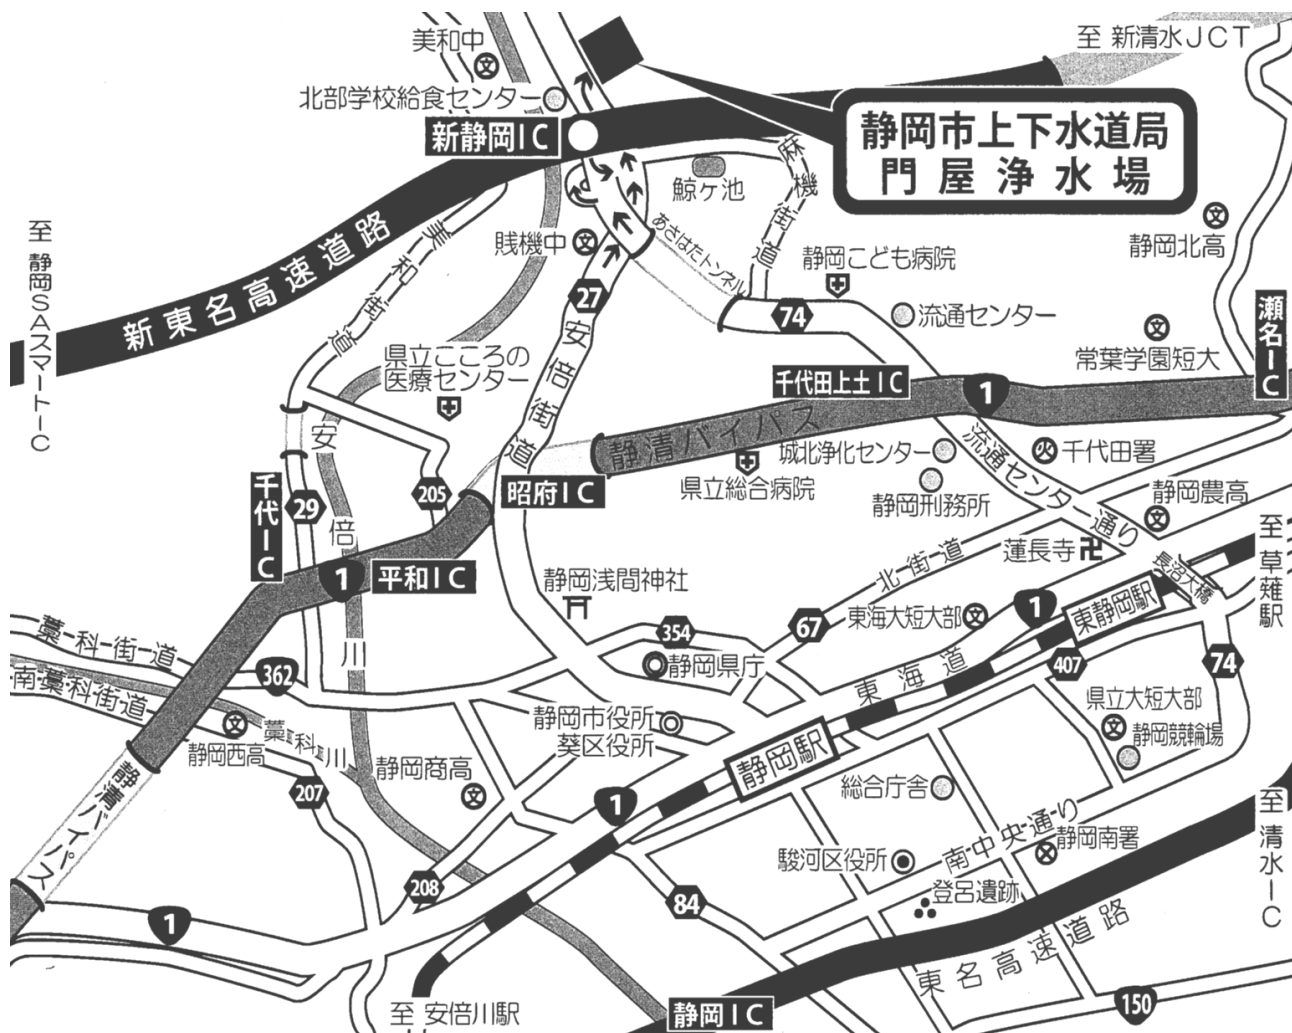 美和中
至 新清水JCT
北部学校給食センター
新静岡IC
静岡市上下水道局
門屋浄水場
麻機街道
鯨ヶ池
至 静岡SAスマートIC
美和街道
新東名高速道路
賎機中
あさはたトンネル
静岡こども病院
静岡北高
27
74
流通センター
瀬名IC
常葉学園短大
安倍街道
県立こころの
医療センター
千代田上土IC
1
静清バイパス
城北浄化センター
流通センター通り
千代田署
県立総合病院
静岡刑務所
静岡農高
安倍川
千代IC
29
205
昭府IC
北街道
蓮長寺
至 草薙駅
1
平和IC
静岡浅間神社
長沼大橋
東静岡駅
東海大短大部
1
藁科街道
354
67
静岡県庁
407
74
362
南藁科街道
東海道
県立大短大部
静岡西高
藁科川
静岡市役所
葵区役所
静岡競輪場
静岡駅
静清バイパス
静岡商高
207
1
総合庁舎
至 清水IC
南中央通り
静岡南署
駿河区役所
208
84
登呂遺跡
1
東名高速道路
至 安倍川駅
静岡IC
150